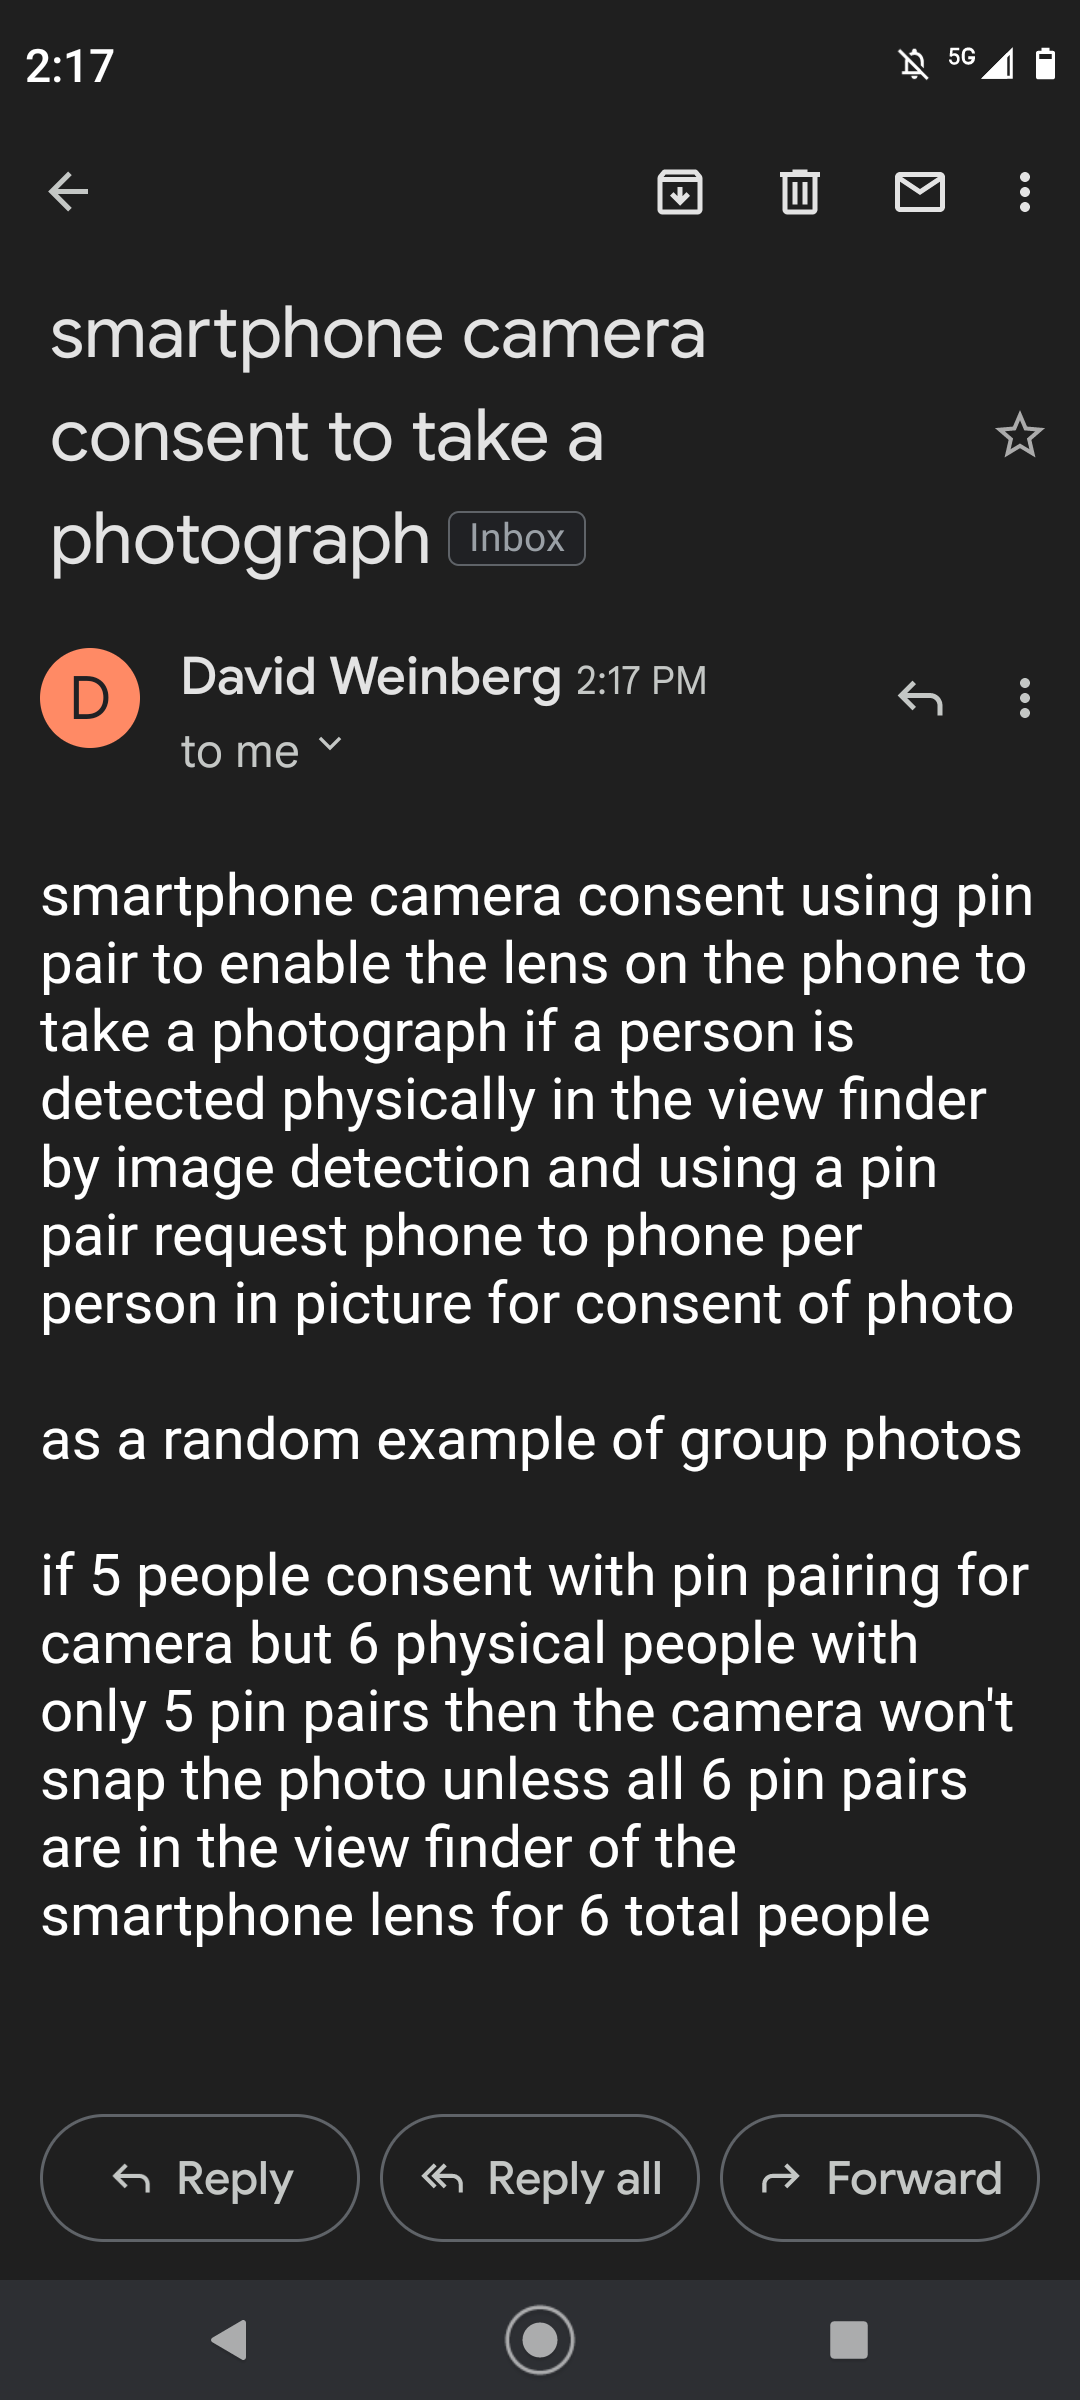 2:17
5G
smartphone camera
consent to take a
photograph Inbox
D
David Weinberg 2:17 PM
to me
smartphone camera consent using pin
pair to enable the lens on the phone to
take a photograph if a person is
detected physically in the view finder
by image detection and using a pin
pair request phone to phone per
person in picture for consent of photo
as a random example of group photos
if 5 people consent with pin pairing for
camera but 6 physical people with
only 5 pin pairs then the camera won't
snap the photo unless all 6 pin pairs
are in the view finder of the
smartphone lens for 6 total people
Reply Reply all Forward